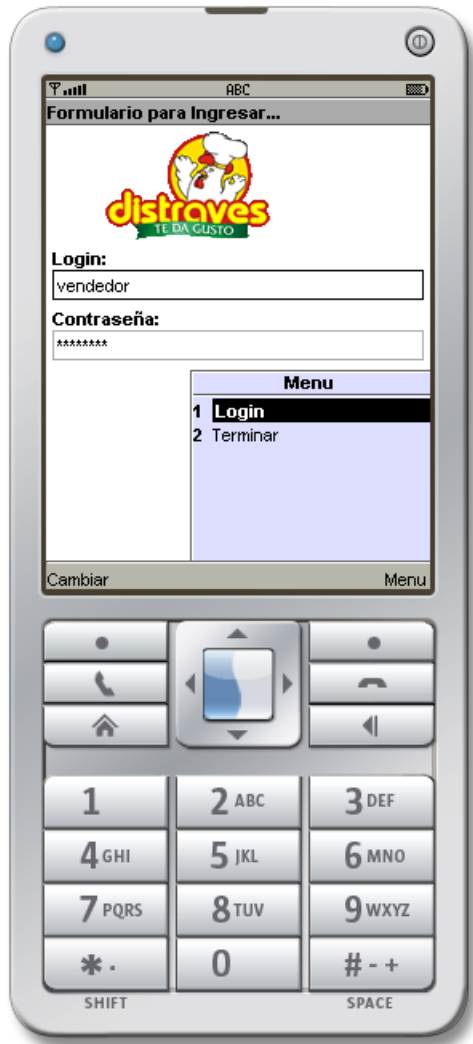 ABC
Formulario para Ingresar...
distraves
TE DA GUSTO
Login:
vendedor
Contraseña:
********
Menu
1 Login
2 Terminar
Cambiar Menu
1 2 ABC 3 DEF
4 GHI 5 JKL 6 MNO
7 PQRS 8 TUV 9 WXYZ
* . 0 # - +
SHIFT SPACE